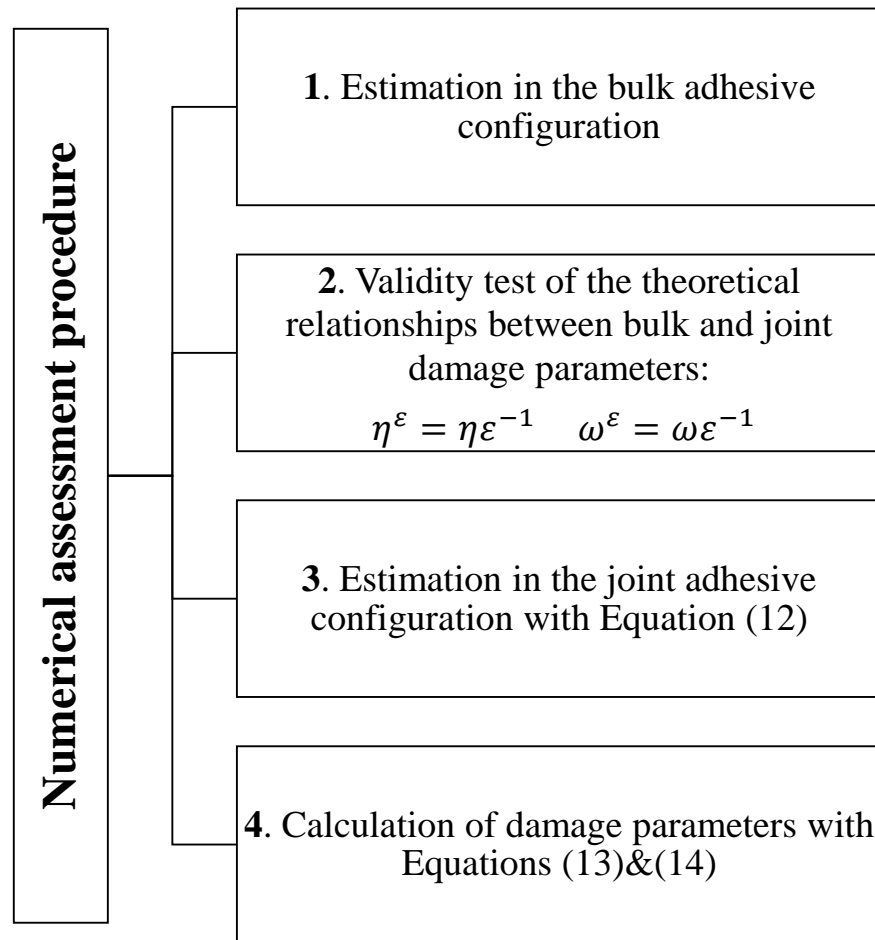 Numerical assessment procedure
1. Estimation in the bulk adhesive
configuration
2. Validity test of the theoretical
relationships between bulk and joint
damage parameters:
𝜂^𝜀 = 𝜂𝜀^−1 𝜔^𝜀 = 𝜔𝜀^−1
3. Estimation in the joint adhesive
configuration with Equation (12)
4. Calculation of damage parameters with
Equations (13)&(14)